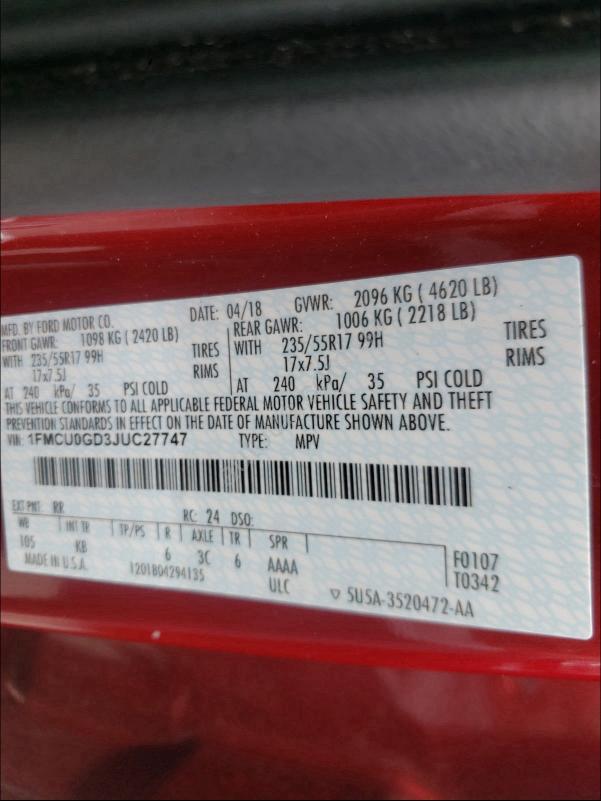 MFD. BY FORD MOTOR CO. DATE: 04/18 GVWR: 2096 KG ( 4620 LB)
FRONT GAWR: 1098 KG ( 2420 LB) REAR GAWR: 1006 KG ( 2218 LB)
WITH 235/55R17 99H TIRES WITH 235/55R17 99H TIRES
17x7.5J RIMS 17x7.5J RIMS
AT 240 kPa/ 35 PSI COLD AT 240 kPa/ 35 PSI COLD
THIS VEHICLE CONFORMS TO ALL APPLICABLE FEDERAL MOTOR VEHICLE SAFETY AND THEFT
PREVENTION STANDARDS IN EFFECT ON THE DATE OF MANUFACTURE SHOWN ABOVE.
VIN: 1FMCU0GD3JUC27747 TYPE: MPV
EXT PNT: RR RC: 24 DSO:
WB INT TR TP/PS R AXLE TR SPR
105 KB 6 3C 6 AAAA F0107
MADE IN U.S.A. 1201804294135 ULC T0342
▽ 5U5A-3520472-AA